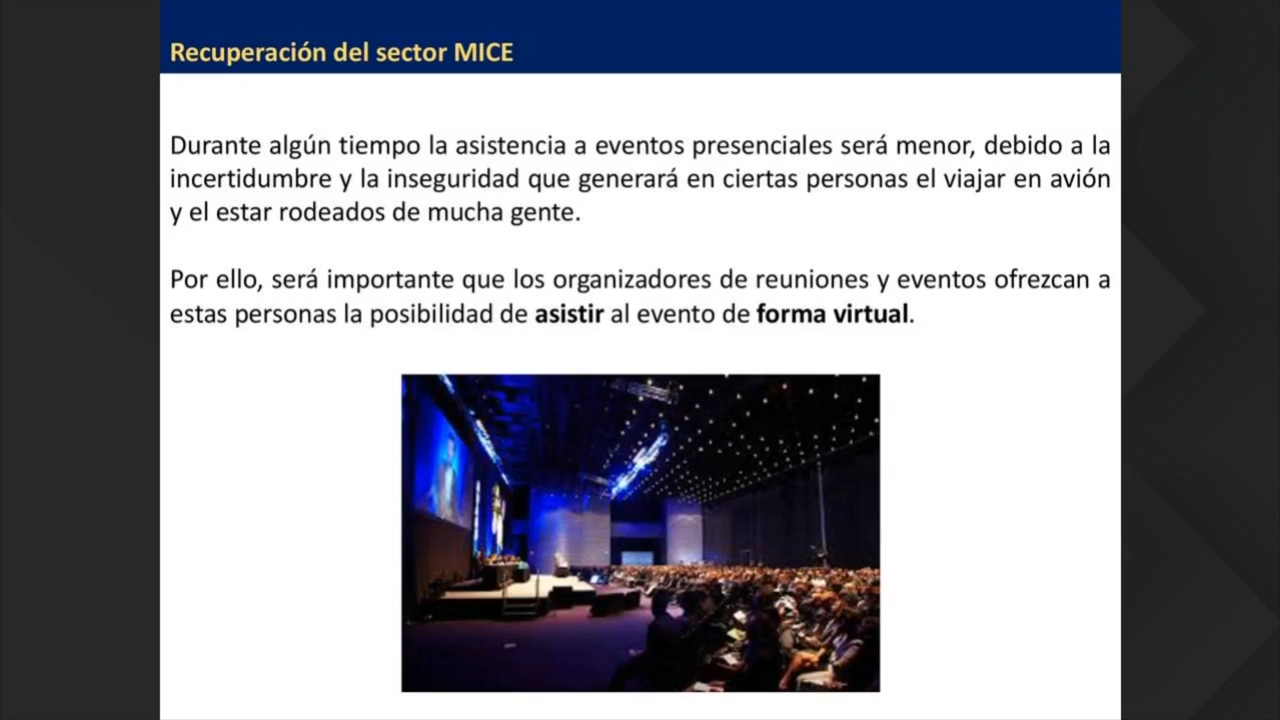 Recuperación del sector MICE
Durante algún tiempo la asistencia a eventos presenciales será menor, debido a la
incertidumbre y la inseguridad que generará en ciertas personas el viajar en avión
y el estar rodeados de mucha gente.
Por ello, será importante que los organizadores de reuniones y eventos ofrezcan a
estas personas la posibilidad de asistir al evento de forma virtual.